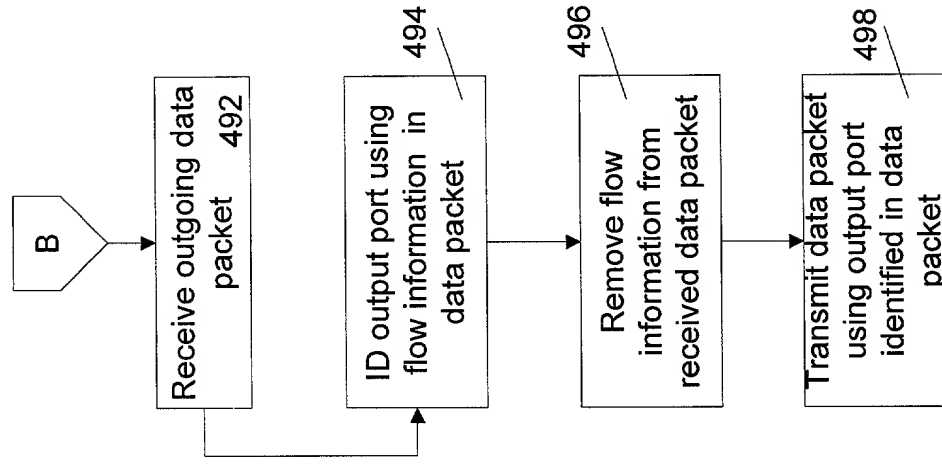 B
Receive outgoing data
packet 492
ID output port using
flow information in
data packet
494
Remove flow
information from
received data packet
496
Transmit data packet
using output port
identified in data
packet
498